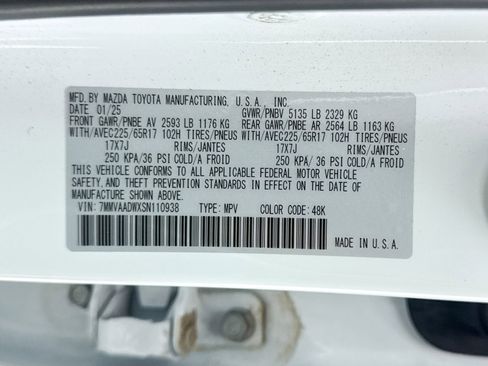 MFD. BY MAZDA TOYOTA MANUFACTURING, U.S.A., INC.
DATE 01/25 GVWR/PNBV 5135 LB 2329 KG
FRONT GAWR/PNBE AV 2593 LB 1176 KG REAR GAWR/PNBE AR 2564 LB 1163 KG
WITH/AVEC225/65R17 102H TIRES/PNEUS WITH/AVEC225/65R17 102H TIRES/PNEUS
17X7J RIMS/JANTES 17X7J RIMS/JANTES
250 KPA/36 PSI COLD/A FROID 250 KPA/36 PSI COLD/A FROID
THIS VEHICLE CONFORMS TO ALL APPLICABLE FEDERAL MOTOR VEHICLE
SAFETY, AND THEFT PREVENTION STANDARDS IN EFFECT ON THE DATE OF
MANUFACTURE SHOWN ABOVE.
VIN: 7MMVAADWXSN110938 TYPE: MPV COLOR CODE: 48K
MADE IN U.S.A.